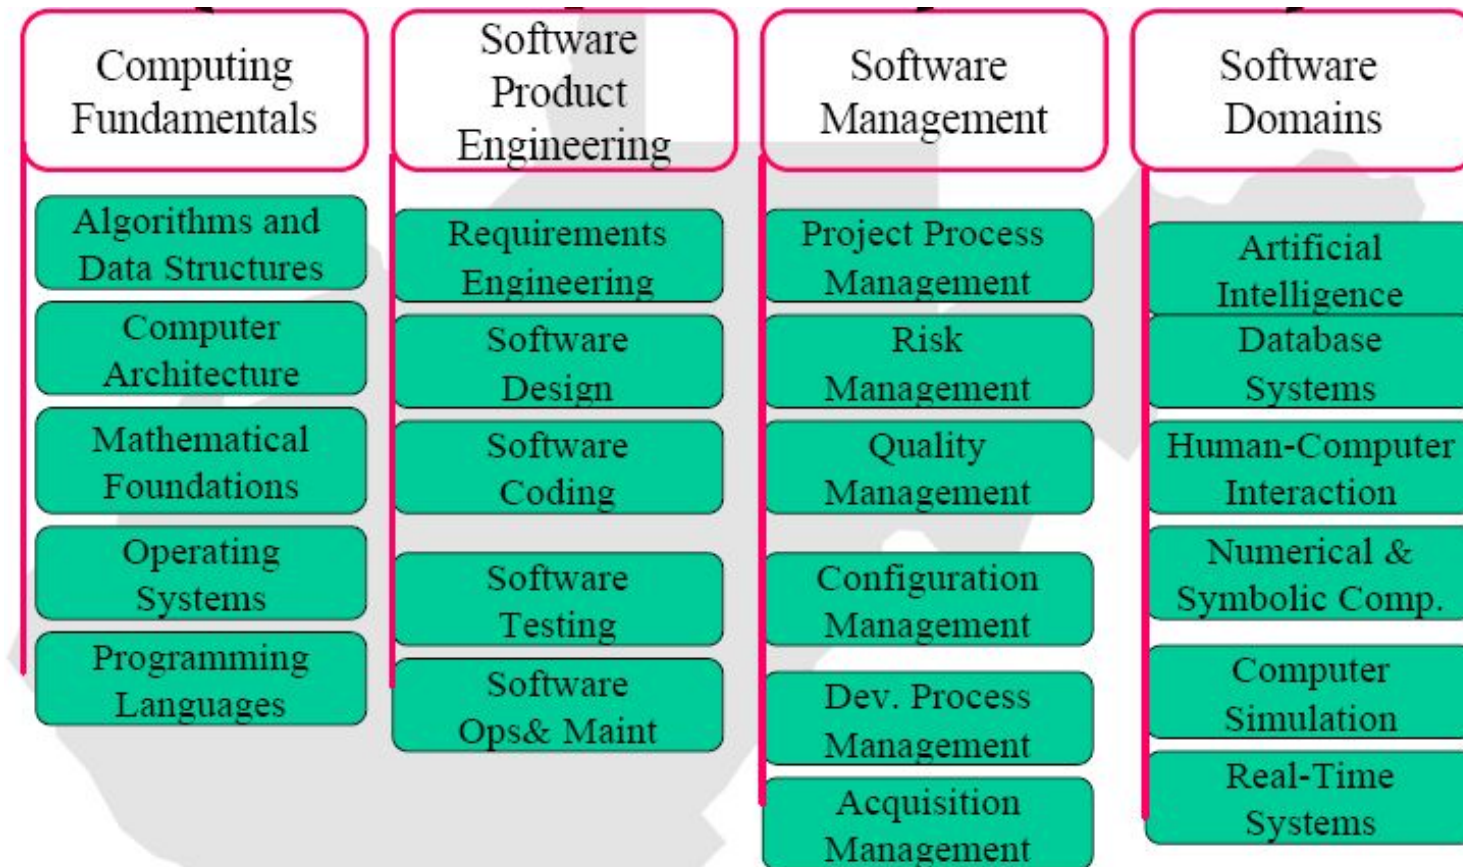 Computing
Fundamentals
Algorithms and
Data Structures
Computer
Architecture
Mathematical
Foundations
Operating
Systems
Programming
Languages
Software
Product
Engineering
Requirements
Engineering
Software
Design
Software
Coding
Software
Testing
Software
Ops& Maint
Software
Management
Project Process
Management
Risk
Management
Quality
Management
Configuration
Management
Dev. Process
Management
Acquisition
Management
Software
Domains
Artificial
Intelligence
Database
Systems
Human-Computer
Interaction
Numerical &
Symbolic Comp.
Computer
Simulation
Real-Time
Systems